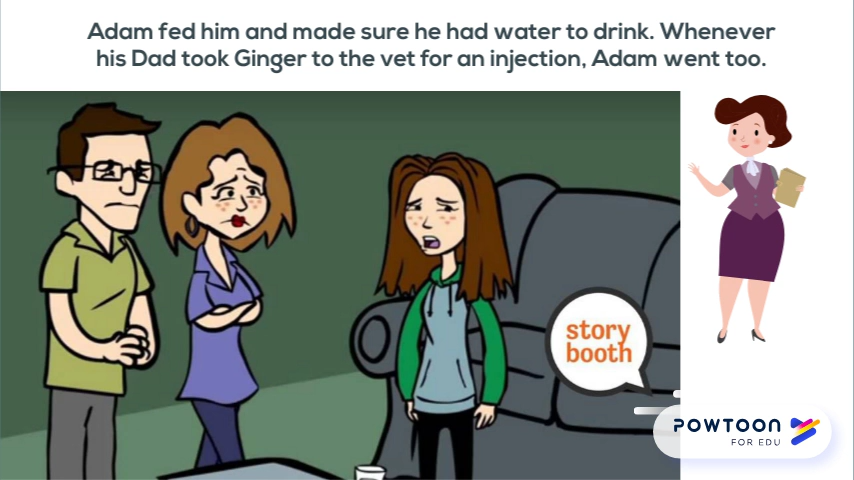 Adam fed him and made sure he had water to drink. Whenever
his Dad took Ginger to the vet for an injection, Adam went too.
story
booth
POWTOON
FOR EDU